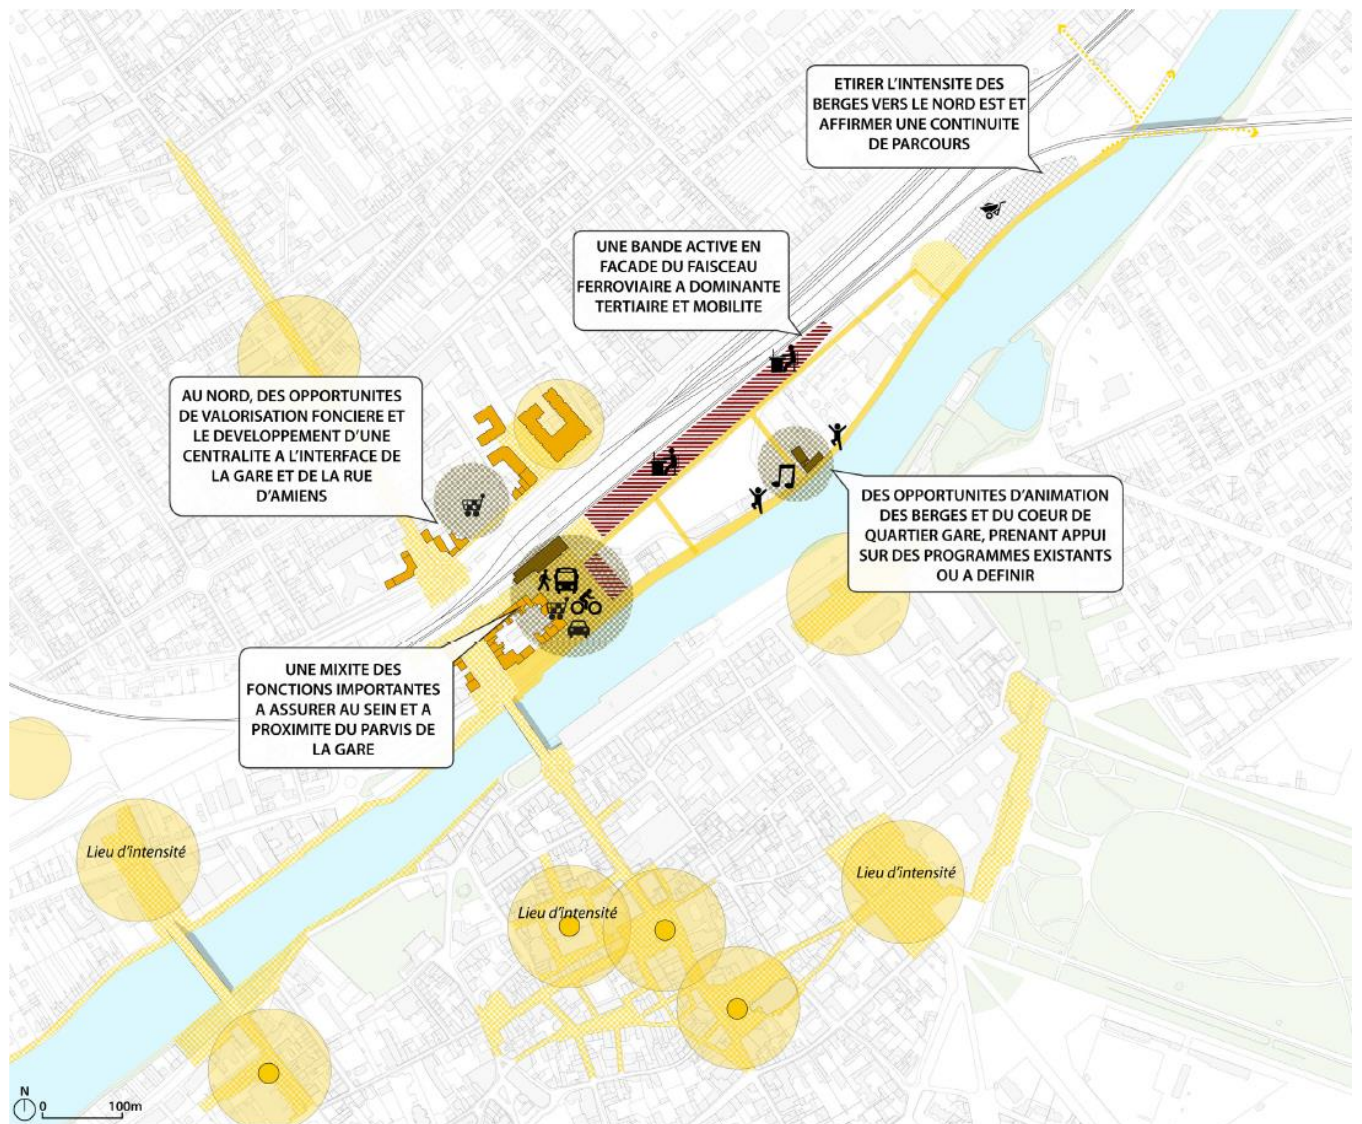 ETIRER L'INTENSITE DES
BERGES VERS LE NORD EST ET
AFFIRMER UNE CONTINUITE
DE PARCOURS
UNE BANDE ACTIVE EN
FACADE DU FAISCEAU
FERROVIAIRE A DOMINANTE
TERTIAIRE ET MOBILITE
AU NORD, DES OPPORTUNITES
DE VALORISATION FONCIERE ET
LE DEVELOPPEMENT D'UNE
CENTRALITE A L'INTERFACE DE
LA GARE ET DE LA RUE
D'AMIENS
DES OPPORTUNITES D'ANIMATION
DES BERGES ET DU COEUR DE
QUARTIER GARE, PRENANT APPUI
SUR DES PROGRAMMES EXISTANTS
OU A DEFINIR
UNE MIXITE DES
FONCTIONS IMPORTANTES
A ASSURER AU SEIN ET A
PROXIMITE DU PARVIS DE
LA GARE
Lieu d'intensité
Lieu d'intensité
Lieu d'intensité
N
0 100m